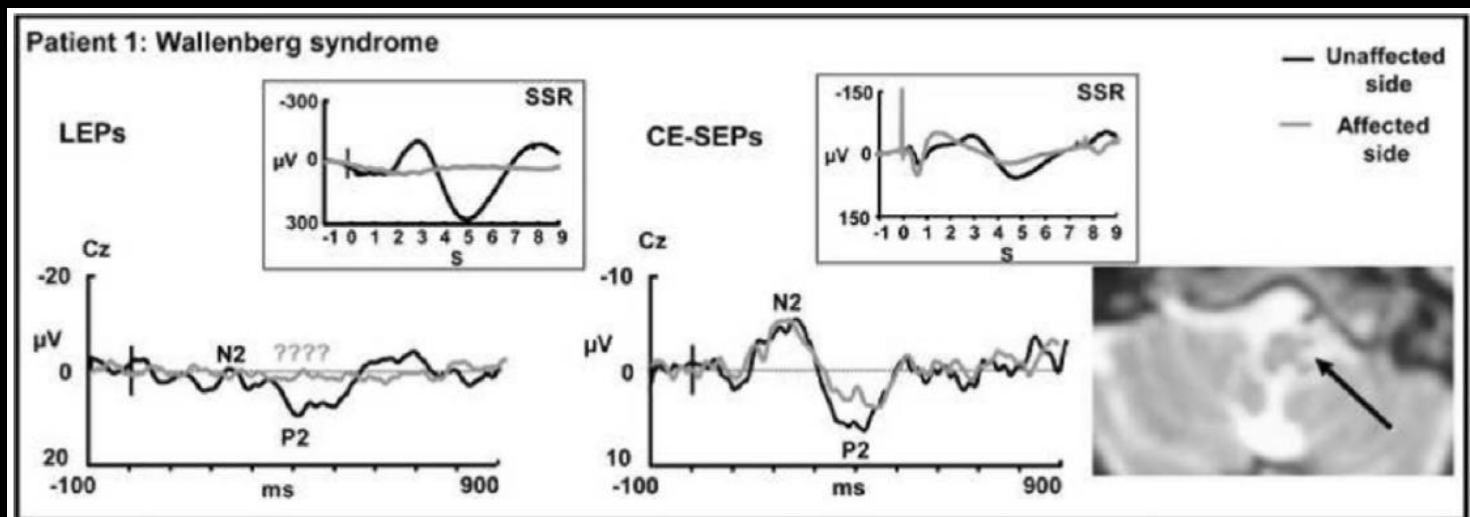 Patient 1: Wallenberg syndrome
Unaffected
side
Affected
side
LEPs
SSR
-300
µV
0
300
-1 0 1 2 3 4 5 6 7 8 9
S
Cz
-20
µV
0
20
N2
????
P2
-100
ms
900
CE-SEPs
SSR
-150
µV
0
150
-1 0 1 2 3 4 5 6 7 8 9
S
Cz
-10
µV
0
10
N2
P2
-100
ms
900